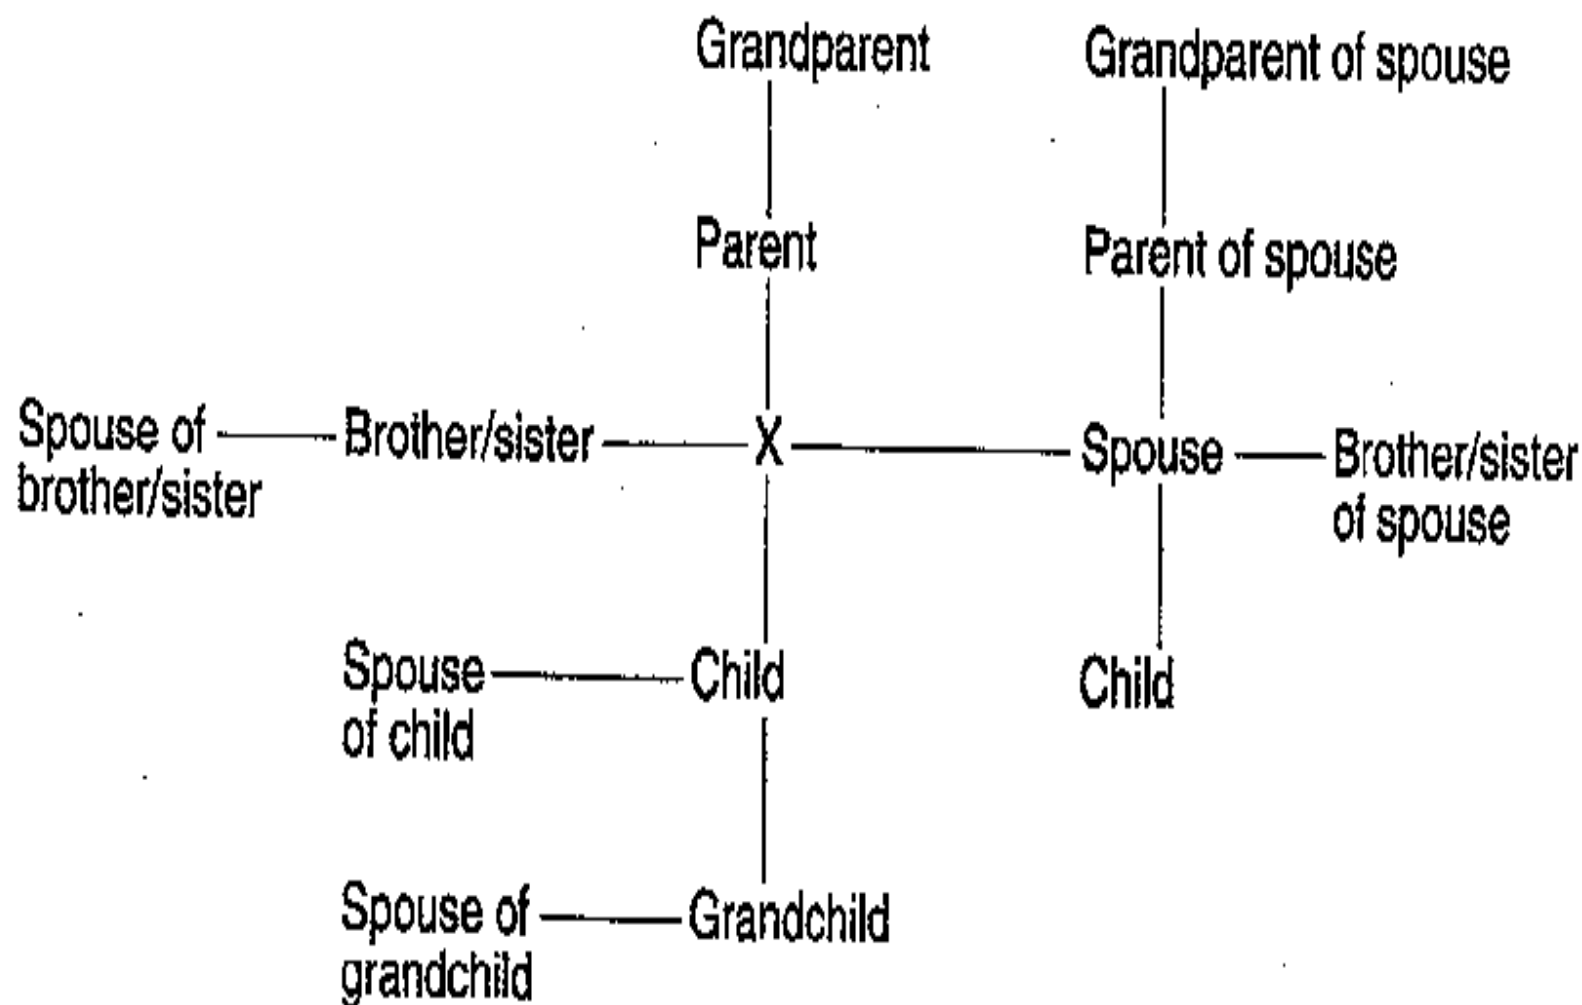 Grandparent
Grandparent of spouse
Parent
Parent of spouse
Spouse of
brother/sister
Brother/sister
X
Spouse
Brother/sister
of spouse
Spouse
of child
Child
Child
Spouse of
grandchild
Grandchild